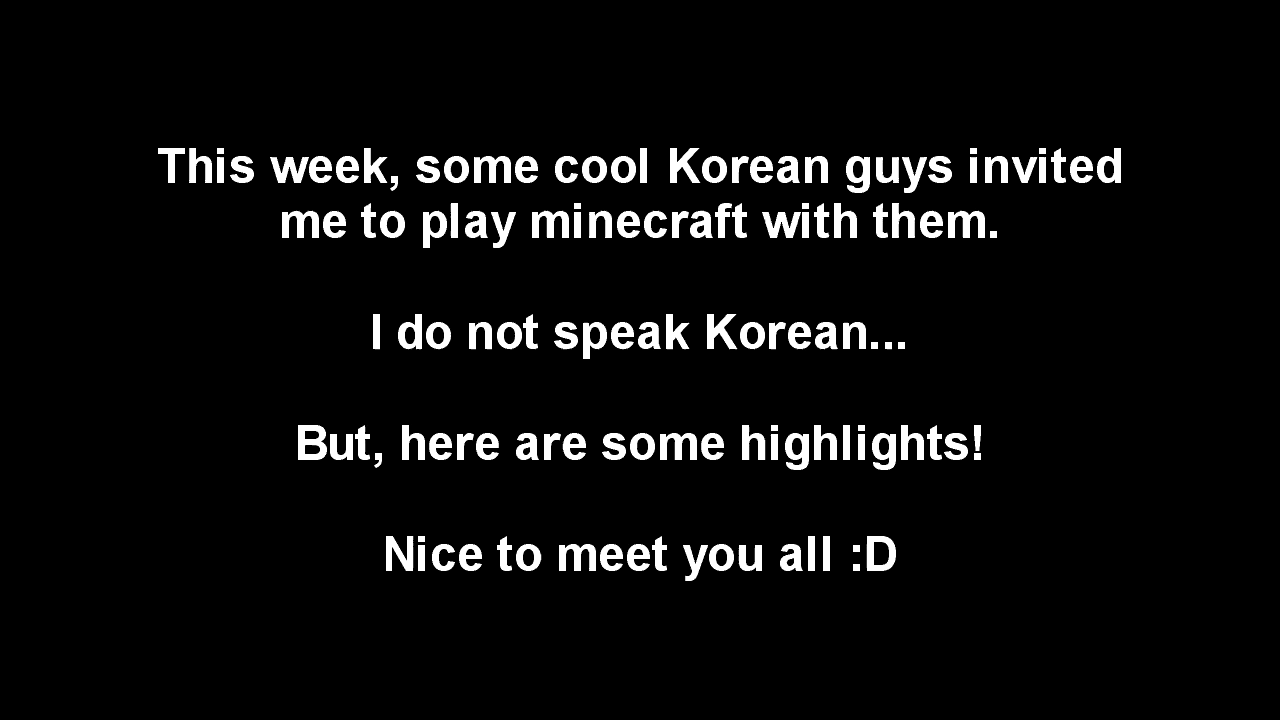 This week, some cool Korean guys invited
me to play minecraft with them.
I do not speak Korean...
But, here are some highlights!
Nice to meet you all :D